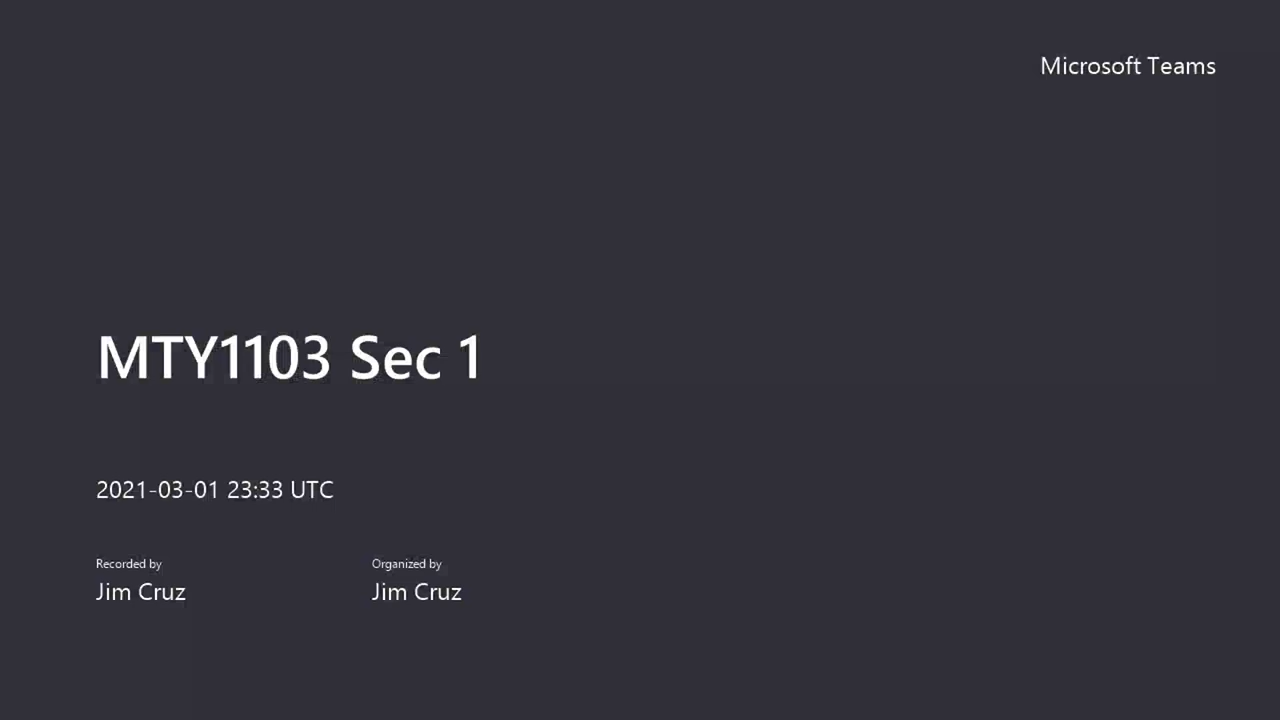 Microsoft Teams
MTY1103 Sec 1
2021-03-01 23:33 UTC
Recorded by
Jim Cruz
Organized by
Jim Cruz